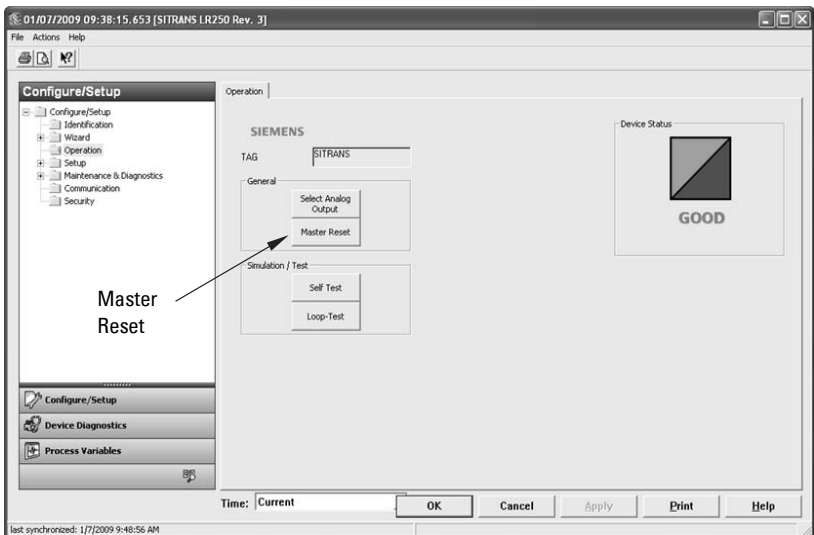 01/07/2009 09:38:15.653 [SITRANS LR250 Rev. 3]
File Actions Help
Configure/Setup
Configure/Setup
Identification
Wizard
Operation
Setup
Maintenance & Diagnostics
Communication
Security
Configure/Setup
Device Diagnostics
Process Variables
Operation
SIEMENS
TAG SITRANS
General
Select Analog
Output
Master Reset
Simulation / Test
Self Test
Loop-Test
Master
Reset
Device Status
GOOD
Time: Current
OK Cancel Apply Print Help
last synchronized: 1/7/2009 9:48:56 AM